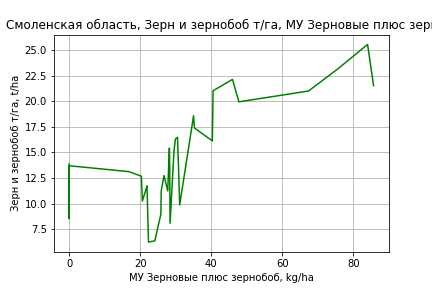 Смоленская область, Зерн и зернобоб т/га, МУ Зерновые плюс зерн
25.0
22.5
20.0
17.5
15.0
12.5
10.0
7.5
Зерн и зернобоб т/га, t/ha
0 20 40 60 80
МУ Зерновые плюс зернобоб, kg/ha